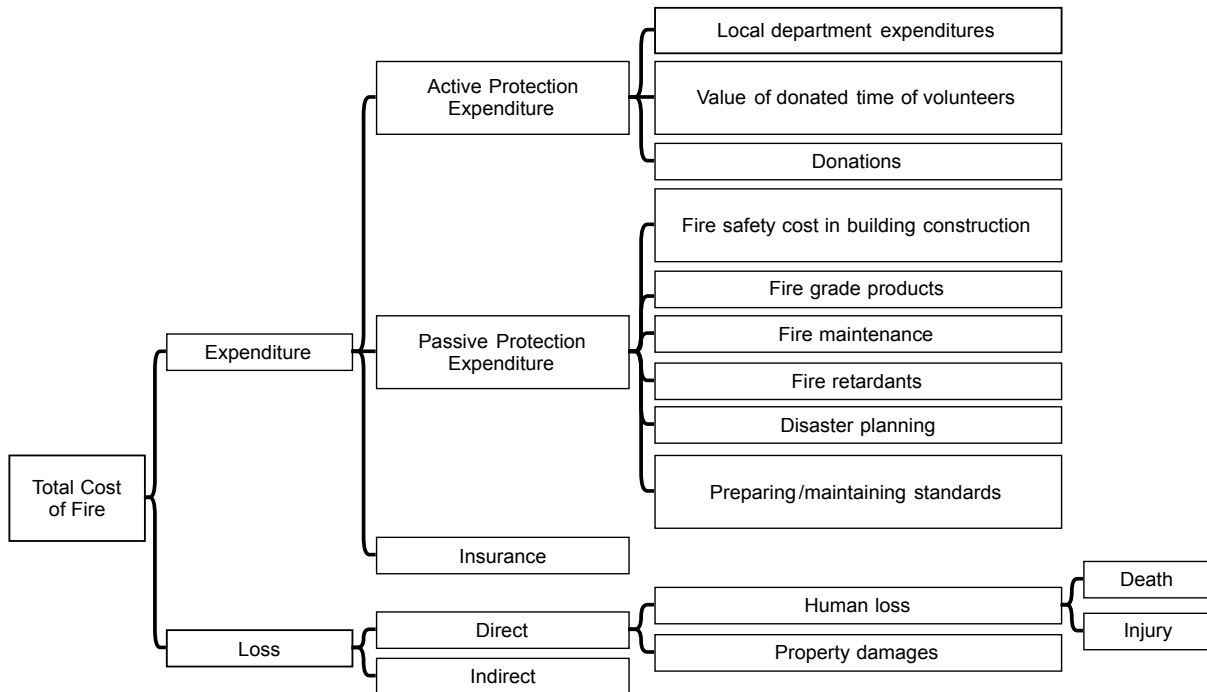 Local department expenditures
Active Protection
Expenditure
Value of donated time of volunteers
Donations
Fire safety cost in building construction
Fire grade products
Expenditure
Passive Protection
Expenditure
Fire maintenance
Fire retardants
Disaster planning
Total Cost
of Fire
Preparing/maintaining standards
Insurance
Death
Human loss
Direct
Injury
Loss
Property damages
Indirect